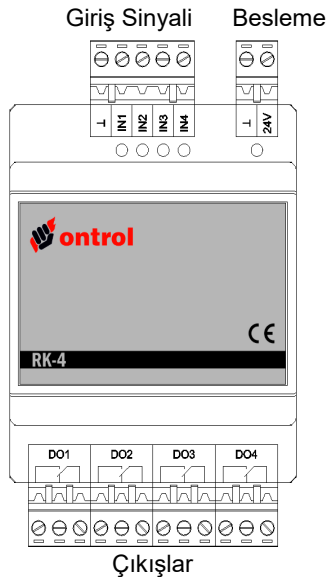 Giriş Sinyali Besleme
⊥ IN1 IN2 IN3 IN4 ⊥ 24V
ontrol
CE
RK-4
DO1 DO2 DO3 DO4
Çıkışlar